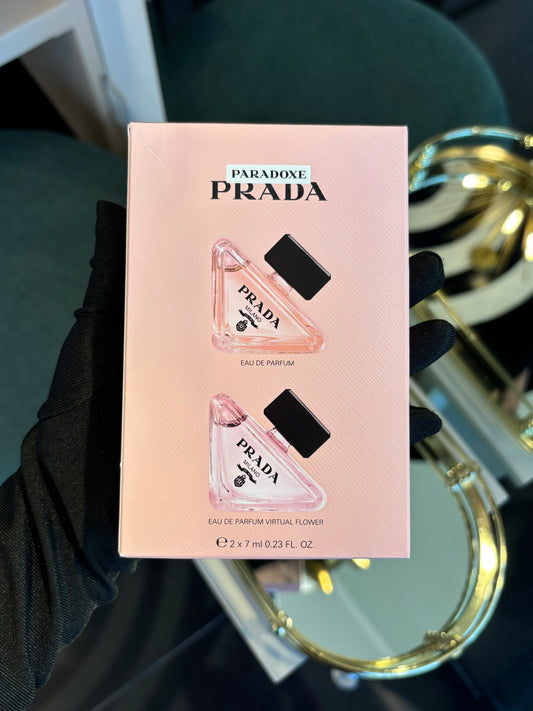 PARADOXE
PRADA
PRADA
MILANO
EAU DE PARFUM
PRADA
MILANO
EAU DE PARFUM VIRTUAL FLOWER
℮ 2 x 7 ml 0.23 FL. OZ.